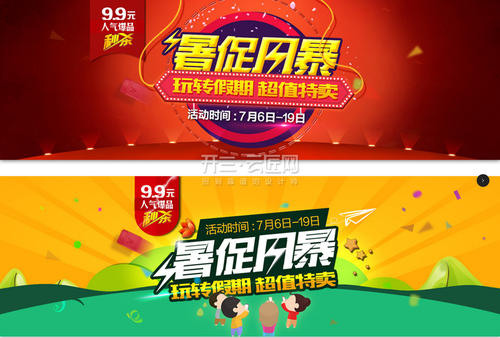 9.9元
人气爆品
秒杀
暑促风暴
玩转假期 超值特卖
活动时间：7月6日-19日
9.9元
人气爆品
秒杀
活动时间：7月6日-19日
暑促风暴
玩转假期 超值特卖